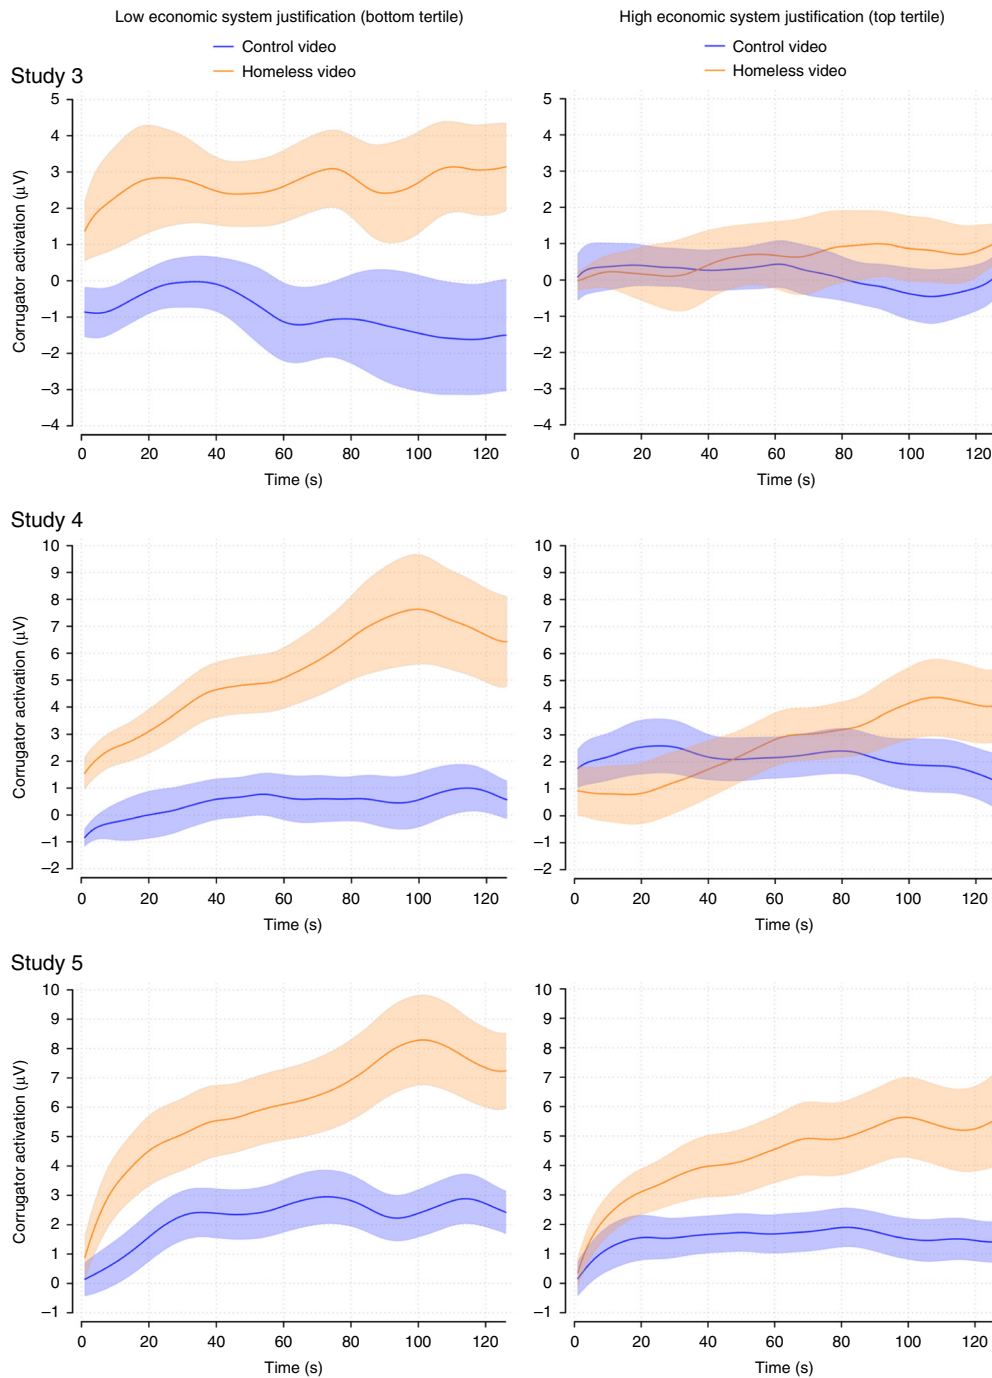 Low economic system justification (bottom tertile)
High economic system justification (top tertile)
Control video
Homeless video
Control video
Homeless video
Study 3
Corrugator activation (μV)
5
4
3
2
1
0
–1
–2
–3
–4
0 20 40 60 80 100 120
Time (s)
5
4
3
2
1
0
–1
–2
–3
–4
0 20 40 60 80 100 120
Time (s)
Study 4
Corrugator activation (μV)
10
9
8
7
6
5
4
3
2
1
0
–1
–2
0 20 40 60 80 100 120
Time (s)
10
9
8
7
6
5
4
3
2
1
0
–1
–2
0 20 40 60 80 100 120
Time (s)
Study 5
Corrugator activation (μV)
10
9
8
7
6
5
4
3
2
1
0
–1
0 20 40 60 80 100 120
Time (s)
10
9
8
7
6
5
4
3
2
1
0
–1
0 20 40 60 80 100 120
Time (s)